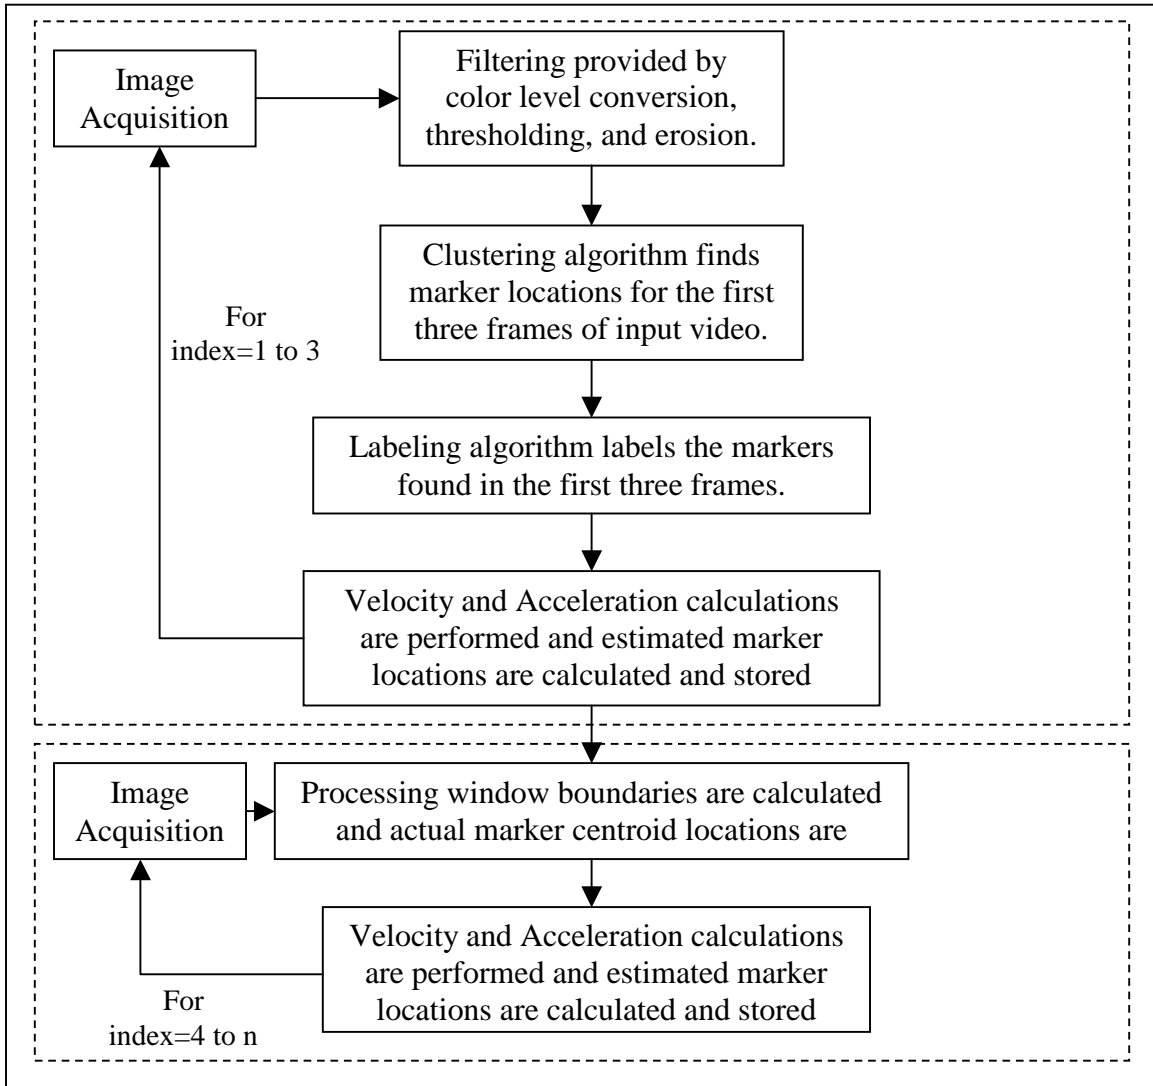 Image
Acquisition
Filtering provided by
color level conversion,
thresholding, and erosion.
Clustering algorithm finds
marker locations for the first
three frames of input video.
For
index=1 to 3
Labeling algorithm labels the markers
found in the first three frames.
Velocity and Acceleration calculations
are performed and estimated marker
locations are calculated and stored
Image
Acquisition
Processing window boundaries are calculated
and actual marker centroid locations are
Velocity and Acceleration calculations
are performed and estimated marker
locations are calculated and stored
For
index=4 to n